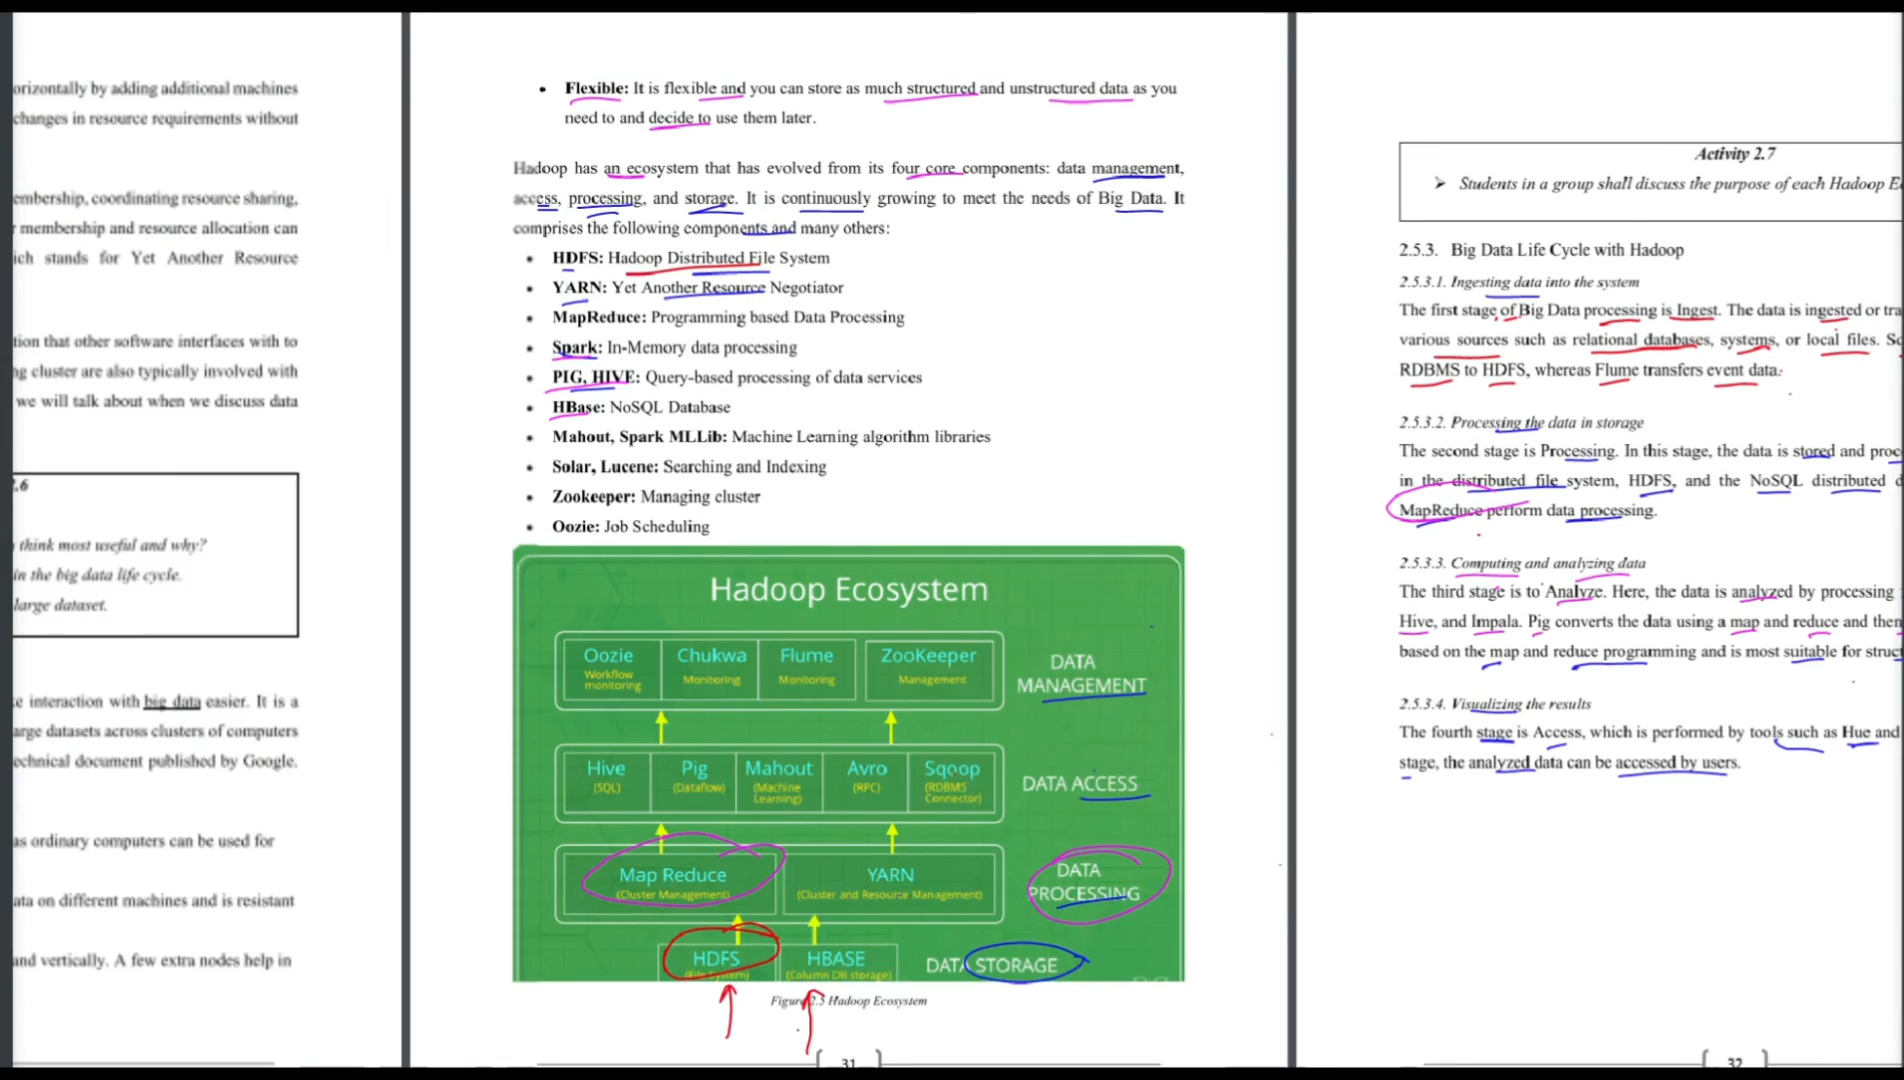 orizontally by adding additional machines
changes in resource requirements without
embership, coordinating resource sharing,
membership and resource allocation can
ich stands for Yet Another Resource
tion that other software interfaces with to
ng cluster are also typically involved with
we will talk about when we discuss data
.6
think most useful and why?
in the big data life cycle.
large dataset.
e interaction with big data easier. It is a
arge datasets across clusters of computers
echnical document published by Google.
as ordinary computers can be used for
ata on different machines and is resistant
and vertically. A few extra nodes help in
• Flexible: It is flexible and you can store as much structured and unstructured data as you
need to and decide to use them later.
Hadoop has an ecosystem that has evolved from its four core components: data management,
access, processing, and storage. It is continuously growing to meet the needs of Big Data. It
comprises the following components and many others:
• HDFS: Hadoop Distributed File System
• YARN: Yet Another Resource Negotiator
• MapReduce: Programming based Data Processing
• Spark: In-Memory data processing
• PIG, HIVE: Query-based processing of data services
• HBase: NoSQL Database
• Mahout, Spark MLLib: Machine Learning algorithm libraries
• Solar, Lucene: Searching and Indexing
• Zookeeper: Managing cluster
• Oozie: Job Scheduling
Hadoop Ecosystem
Oozie Chukwa Flume ZooKeeper
Workflow monitoring Monitoring Monitoring Management
DATA
MANAGEMENT
Hive Pig Mahout Avro Sqoop
(SQL) (Dataflow) (Machine Learning) (RPC) (RDBMS Connector)
DATA ACCESS
Map Reduce YARN
(Cluster Management) (Cluster and Resource Management)
DATA
PROCESSING
HDFS HBASE DATA STORAGE
(File System) (Column DB storage)
Figure 2.5 Hadoop Ecosystem
31
Activity 2.7
➢ Students in a group shall discuss the purpose of each Hadoop E
2.5.3. Big Data Life Cycle with Hadoop
2.5.3.1. Ingesting data into the system
The first stage of Big Data processing is Ingest. The data is ingested or tra
various sources such as relational databases, systems, or local files. Sc
RDBMS to HDFS, whereas Flume transfers event data.
2.5.3.2. Processing the data in storage
The second stage is Processing. In this stage, the data is stored and proc
in the distributed file system, HDFS, and the NoSQL distributed d
MapReduce perform data processing.
2.5.3.3. Computing and analyzing data
The third stage is to Analyze. Here, the data is analyzed by processing
Hive, and Impala. Pig converts the data using a map and reduce and then
based on the map and reduce programming and is most suitable for struct
2.5.3.4. Visualizing the results
The fourth stage is Access, which is performed by tools such as Hue and
stage, the analyzed data can be accessed by users.
32